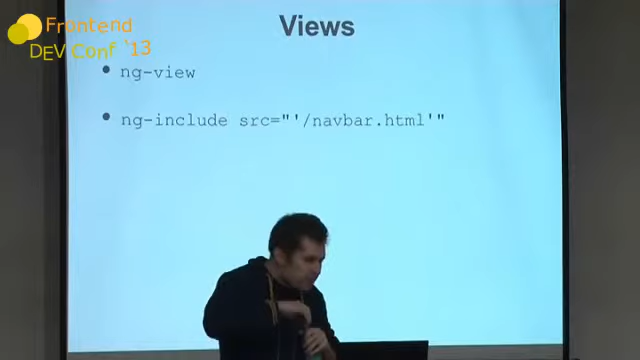 Frontend
DEV Conf '13
Views
ng-view
ng-include src="'/navbar.html'"